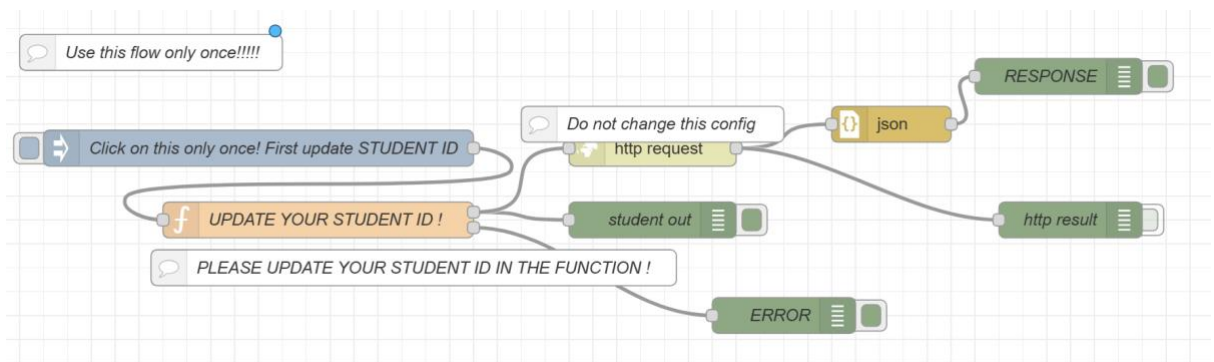 Use this flow only once!!!!!
RESPONSE
Do not change this config
json
Click on this only once! First update STUDENT ID
http request
UPDATE YOUR STUDENT ID !
student out
http result
PLEASE UPDATE YOUR STUDENT ID IN THE FUNCTION !
ERROR